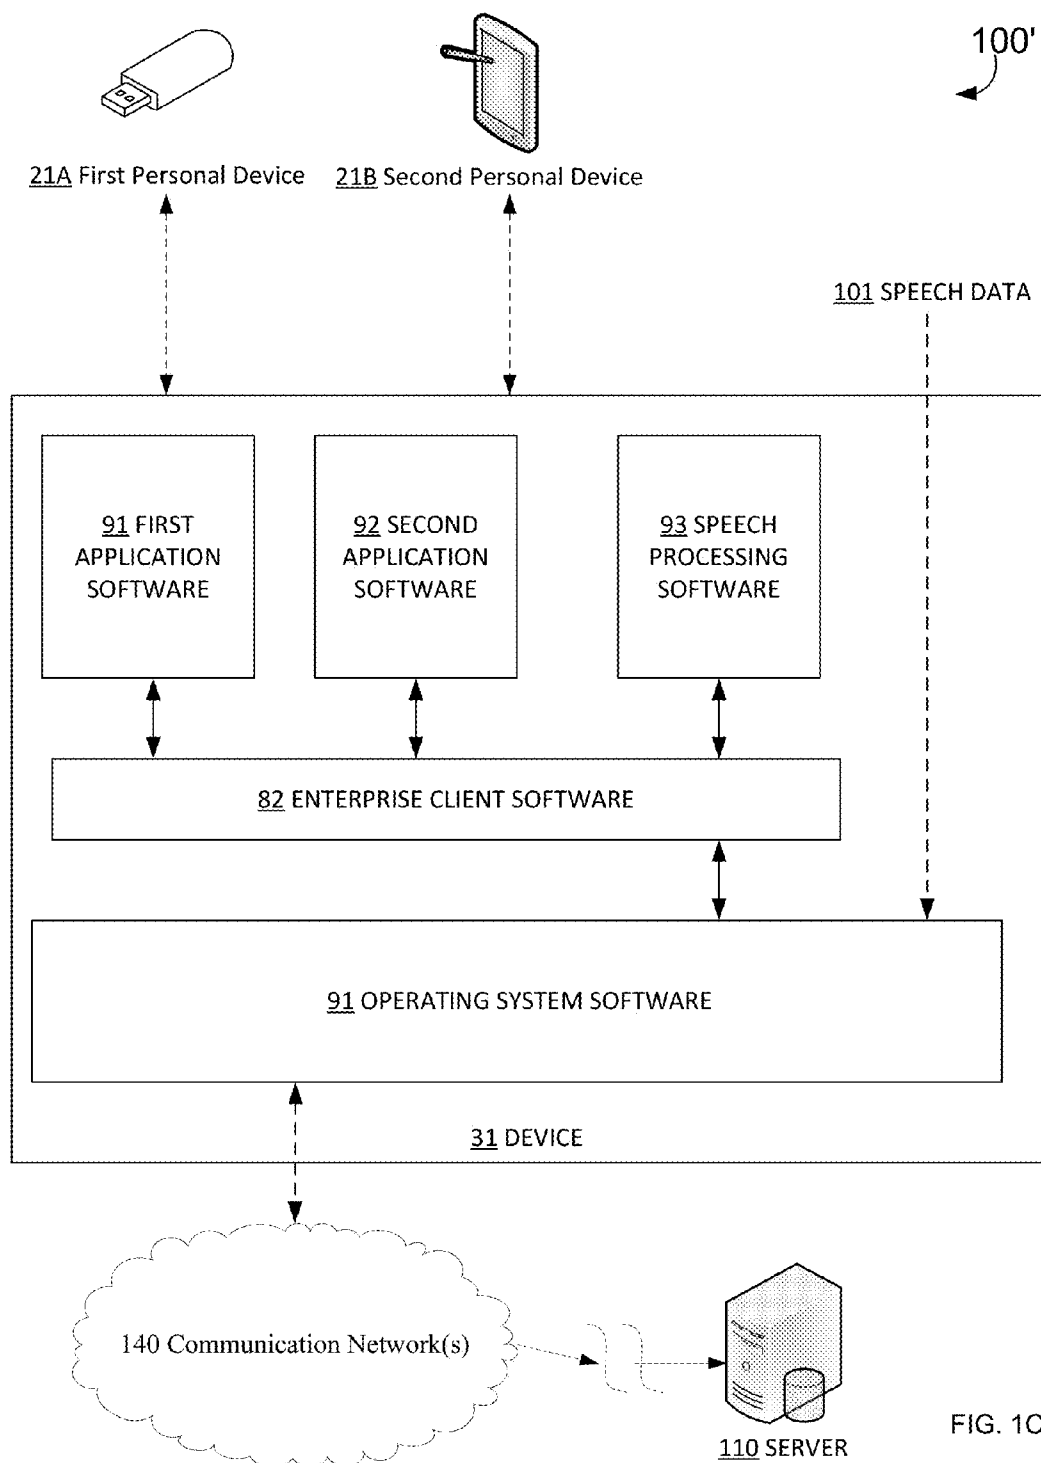 100'
21A First Personal Device
21B Second Personal Device
101 SPEECH DATA
91 FIRST
APPLICATION
SOFTWARE
92 SECOND
APPLICATION
SOFTWARE
93 SPEECH
PROCESSING
SOFTWARE
82 ENTERPRISE CLIENT SOFTWARE
91 OPERATING SYSTEM SOFTWARE
31 DEVICE
140 Communication Network(s)
110 SERVER
FIG. 1C